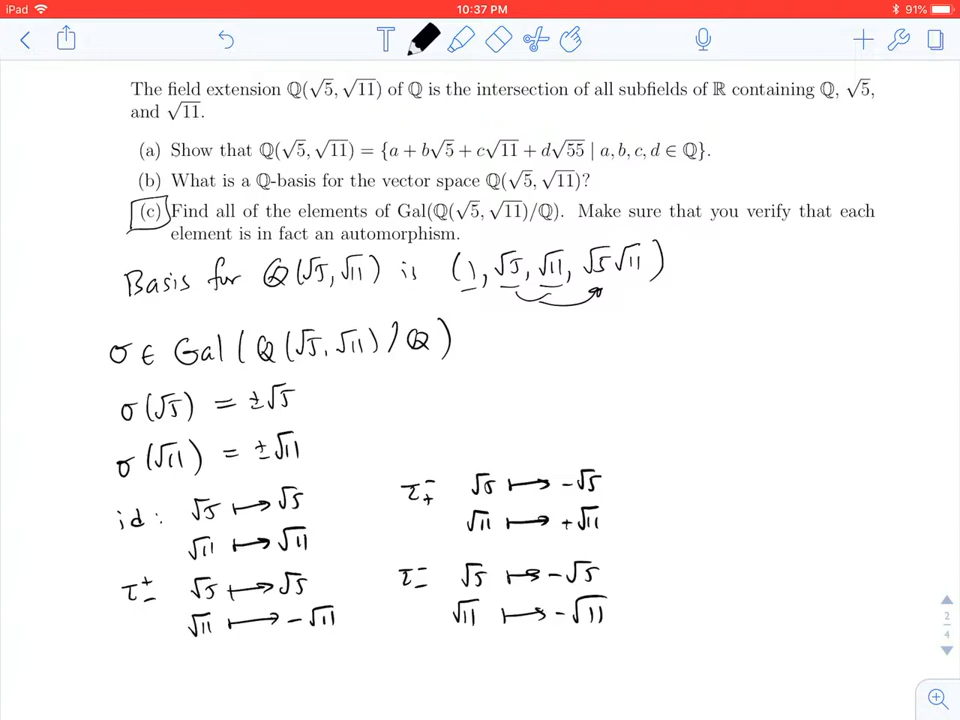 iPad 10:37 PM 91%
T
The field extension ℚ(√5, √11) of ℚ is the intersection of all subfields of ℝ containing ℚ, √5,
and √11.
(a) Show that ℚ(√5, √11) = {a + b√5 + c√11 + d√55 | a, b, c, d ∈ ℚ}.
(b) What is a ℚ-basis for the vector space ℚ(√5, √11)?
(c) Find all of the elements of Gal(ℚ(√5, √11)/ℚ). Make sure that you verify that each
element is in fact an automorphism.
Basis for ℚ(√5, √11) is (1, √5, √11, √5√11)
σ ∈ Gal(ℚ(√5, √11)/ℚ)
σ(√5) = ±√5
σ(√11) = ±√11
id: √5 ↦ √5
√11 ↦ √11
τ⁺₋ √5 ↦ √5
√11 ↦ -√11
τ⁻₊ √5 ↦ -√5
√11 ↦ +√11
τ⁻₋ √5 ↦ -√5
√11 ↦ -√11
2
4